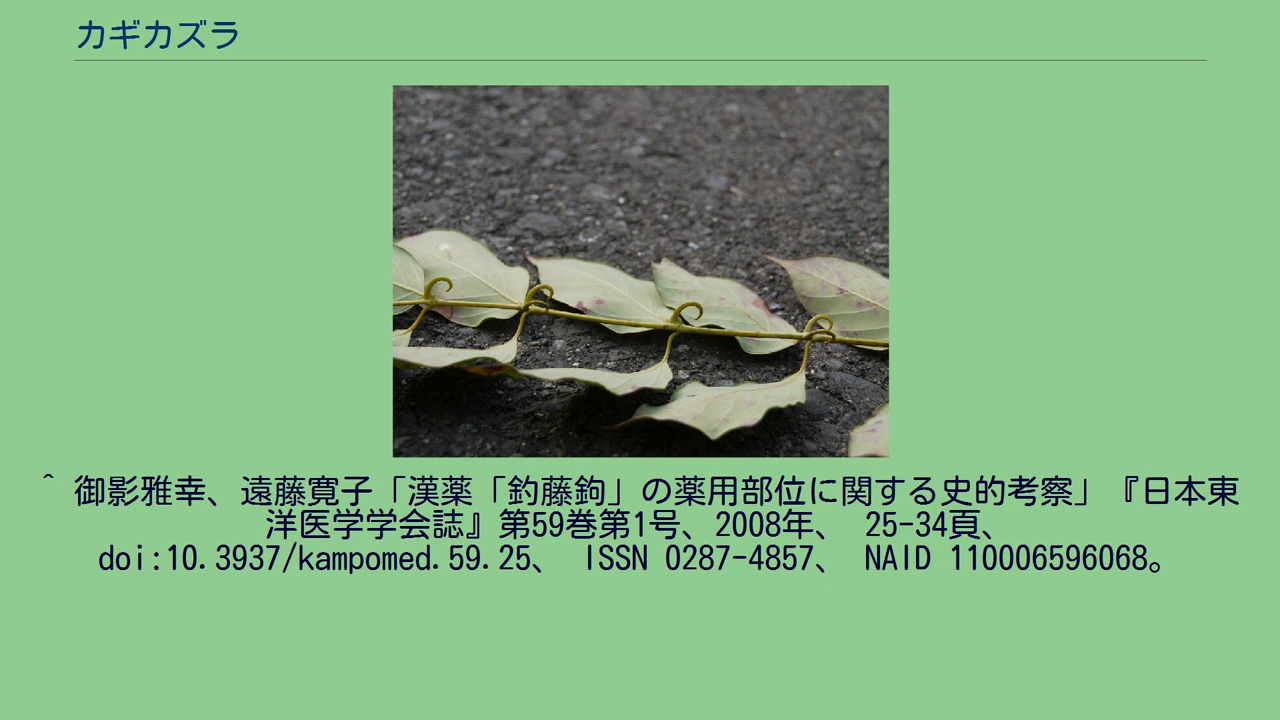 カギカズラ
^ 御影雅幸、遠藤寛子「漢薬「釣藤鉤」の薬用部位に関する史的考察」『日本東
洋医学学会誌』第59巻第1号、2008年、 25-34頁、
doi:10.3937/kampomed.59.25、 ISSN 0287-4857、 NAID 110006596068。